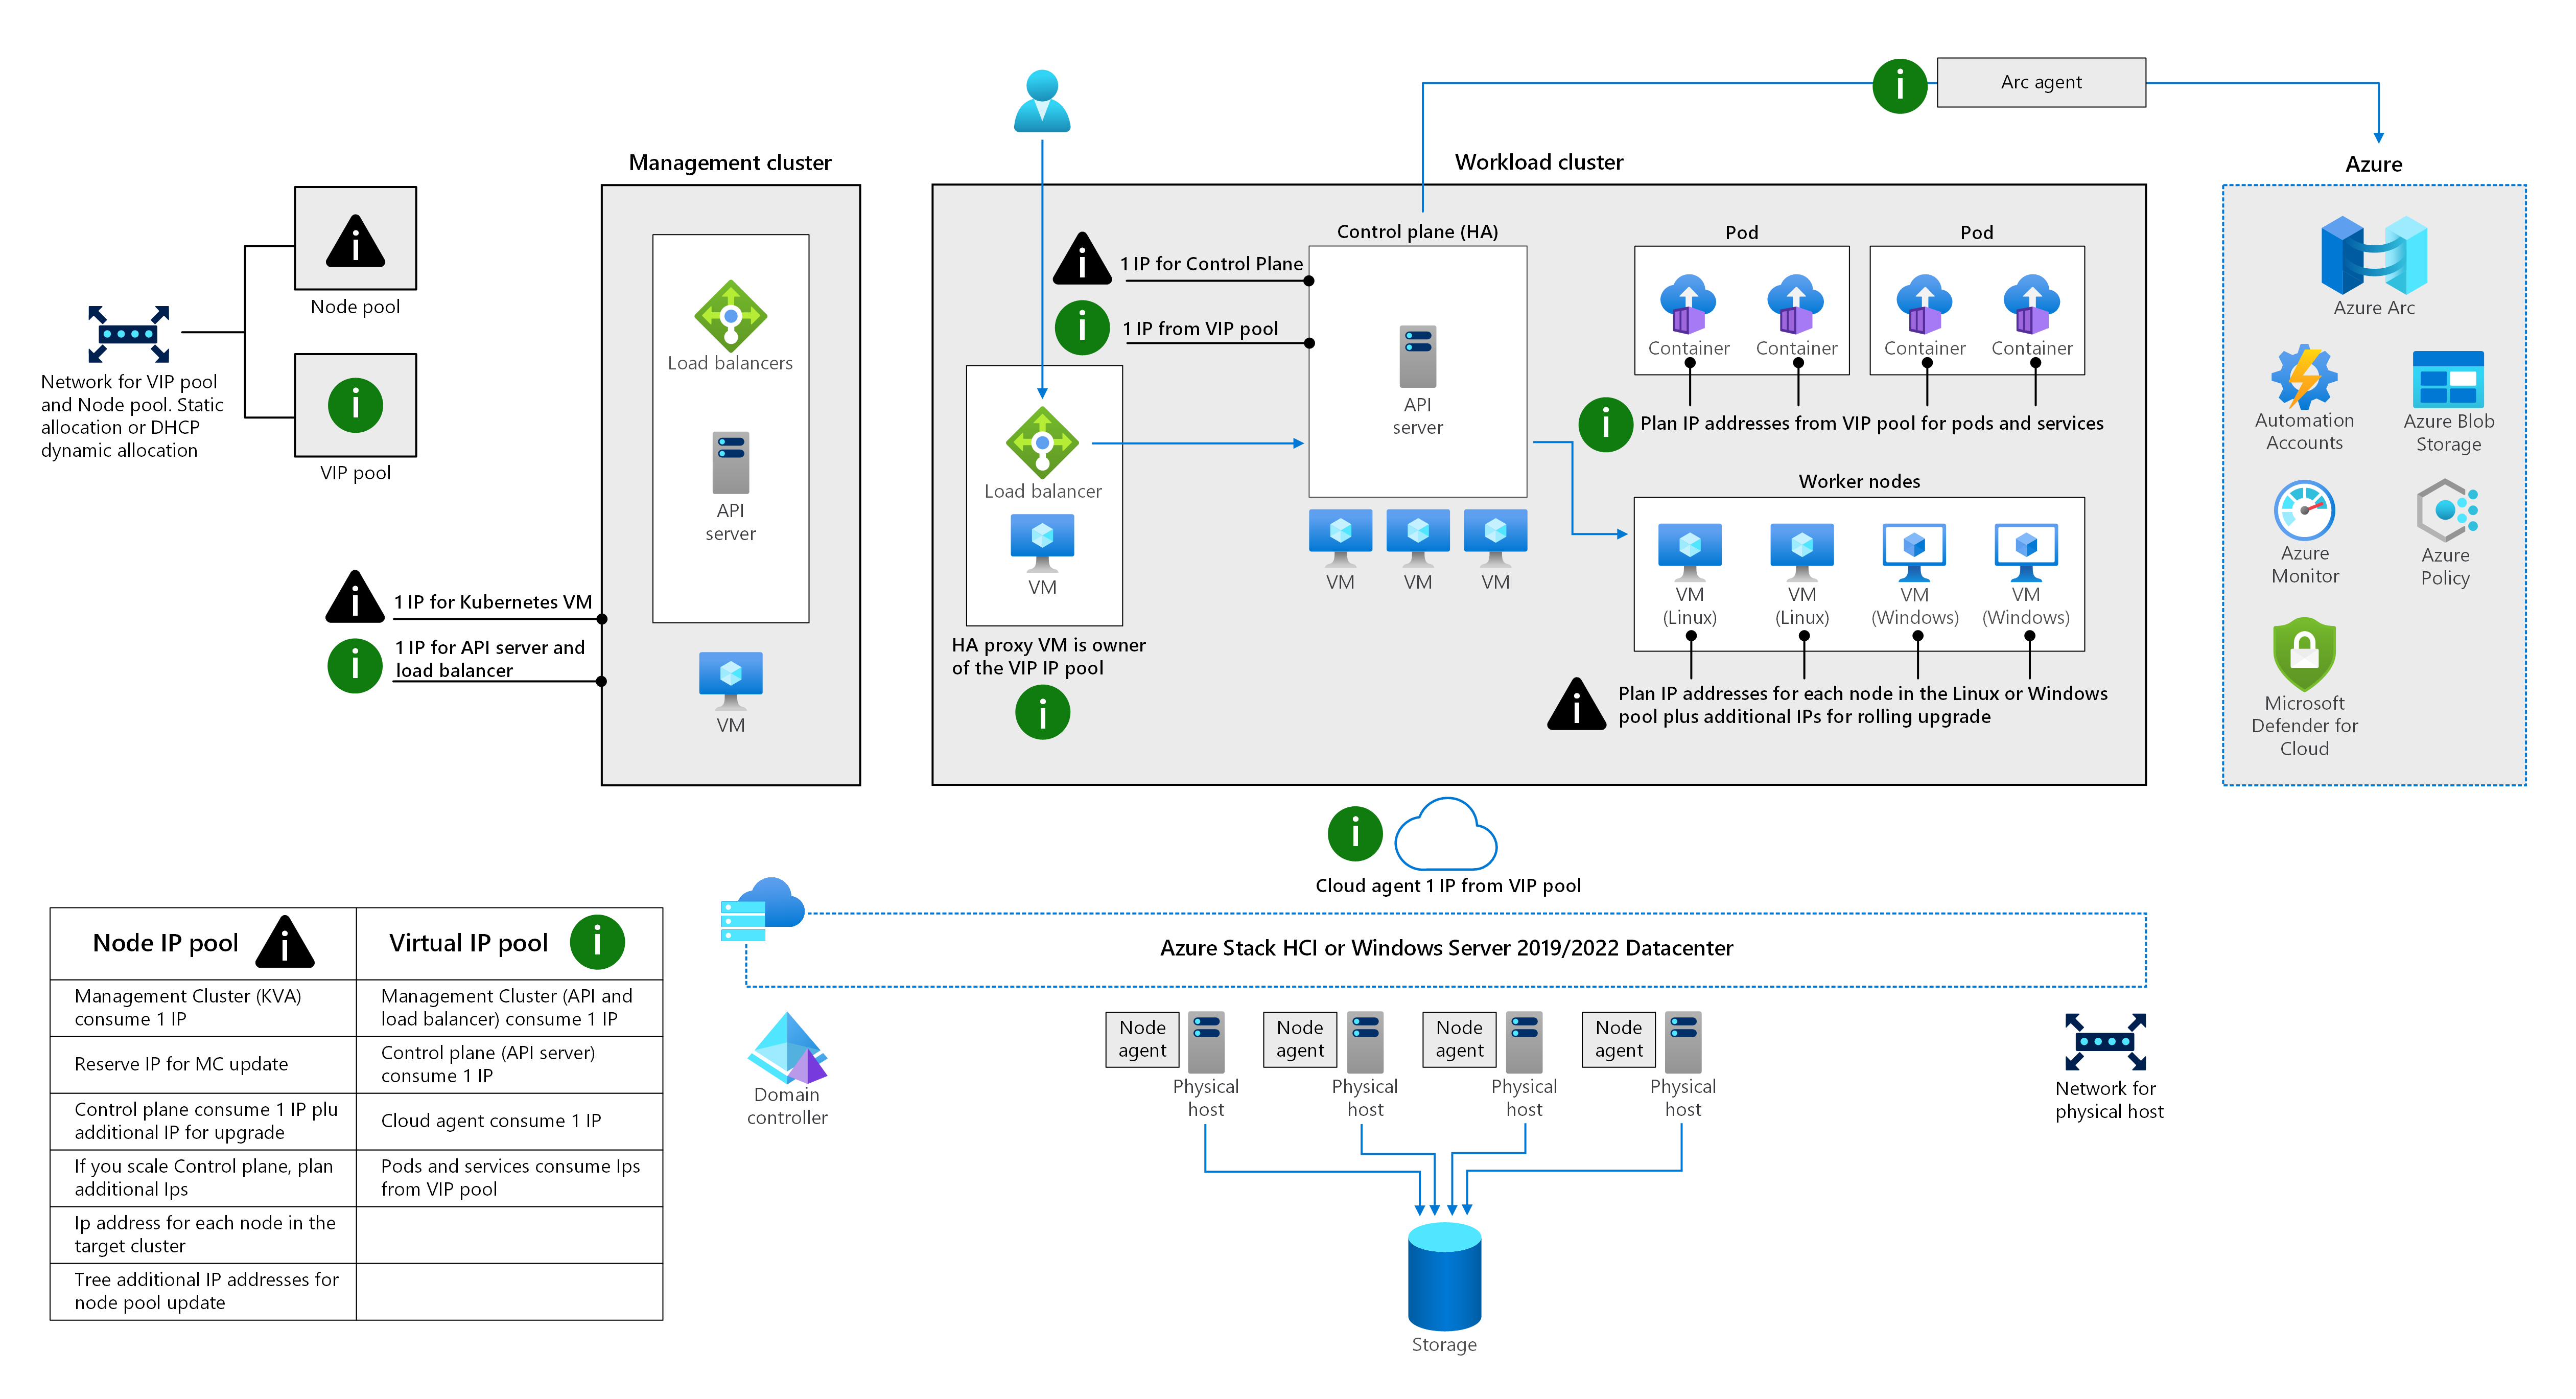 Arc agent
Management cluster
Workload cluster
Azure
Node pool
Network for VIP pool
and Node pool. Static
allocation or DHCP
dynamic allocation
VIP pool
Load balancers
API
server
1 IP for Kubernetes VM
1 IP for API server and
load balancer
VM
Control plane (HA)
1 IP for Control Plane
1 IP from VIP pool
API
server
Load balancer
VM
HA proxy VM is owner
of the VIP IP pool
VM
VM
VM
Pod
Pod
Container
Container
Container
Container
Plan IP addresses from VIP pool for pods and services
Worker nodes
VM
(Linux)
VM
(Linux)
VM
(Windows)
VM
(Windows)
Plan IP addresses for each node in the Linux or Windows
pool plus additional IPs for rolling upgrade
Azure Arc
Automation
Accounts
Azure Blob
Storage
Azure
Monitor
Azure
Policy
Microsoft
Defender for
Cloud
Cloud agent 1 IP from VIP pool
Azure Stack HCI or Windows Server 2019/2022 Datacenter
Domain
controller
Node
agent
Physical
host
Node
agent
Physical
host
Node
agent
Physical
host
Node
agent
Physical
host
Network for
physical host
Storage
Node IP pool
Virtual IP pool
Management Cluster (KVA)
consume 1 IP
Management Cluster (API and
load balancer) consume 1 IP
Reserve IP for MC update
Control plane (API server)
consume 1 IP
Control plane consume 1 IP plu
additional IP for upgrade
Cloud agent consume 1 IP
If you scale Control plane, plan
additional Ips
Pods and services consume Ips
from VIP pool
Ip address for each node in the
target cluster
Tree additional IP addresses for
node pool update